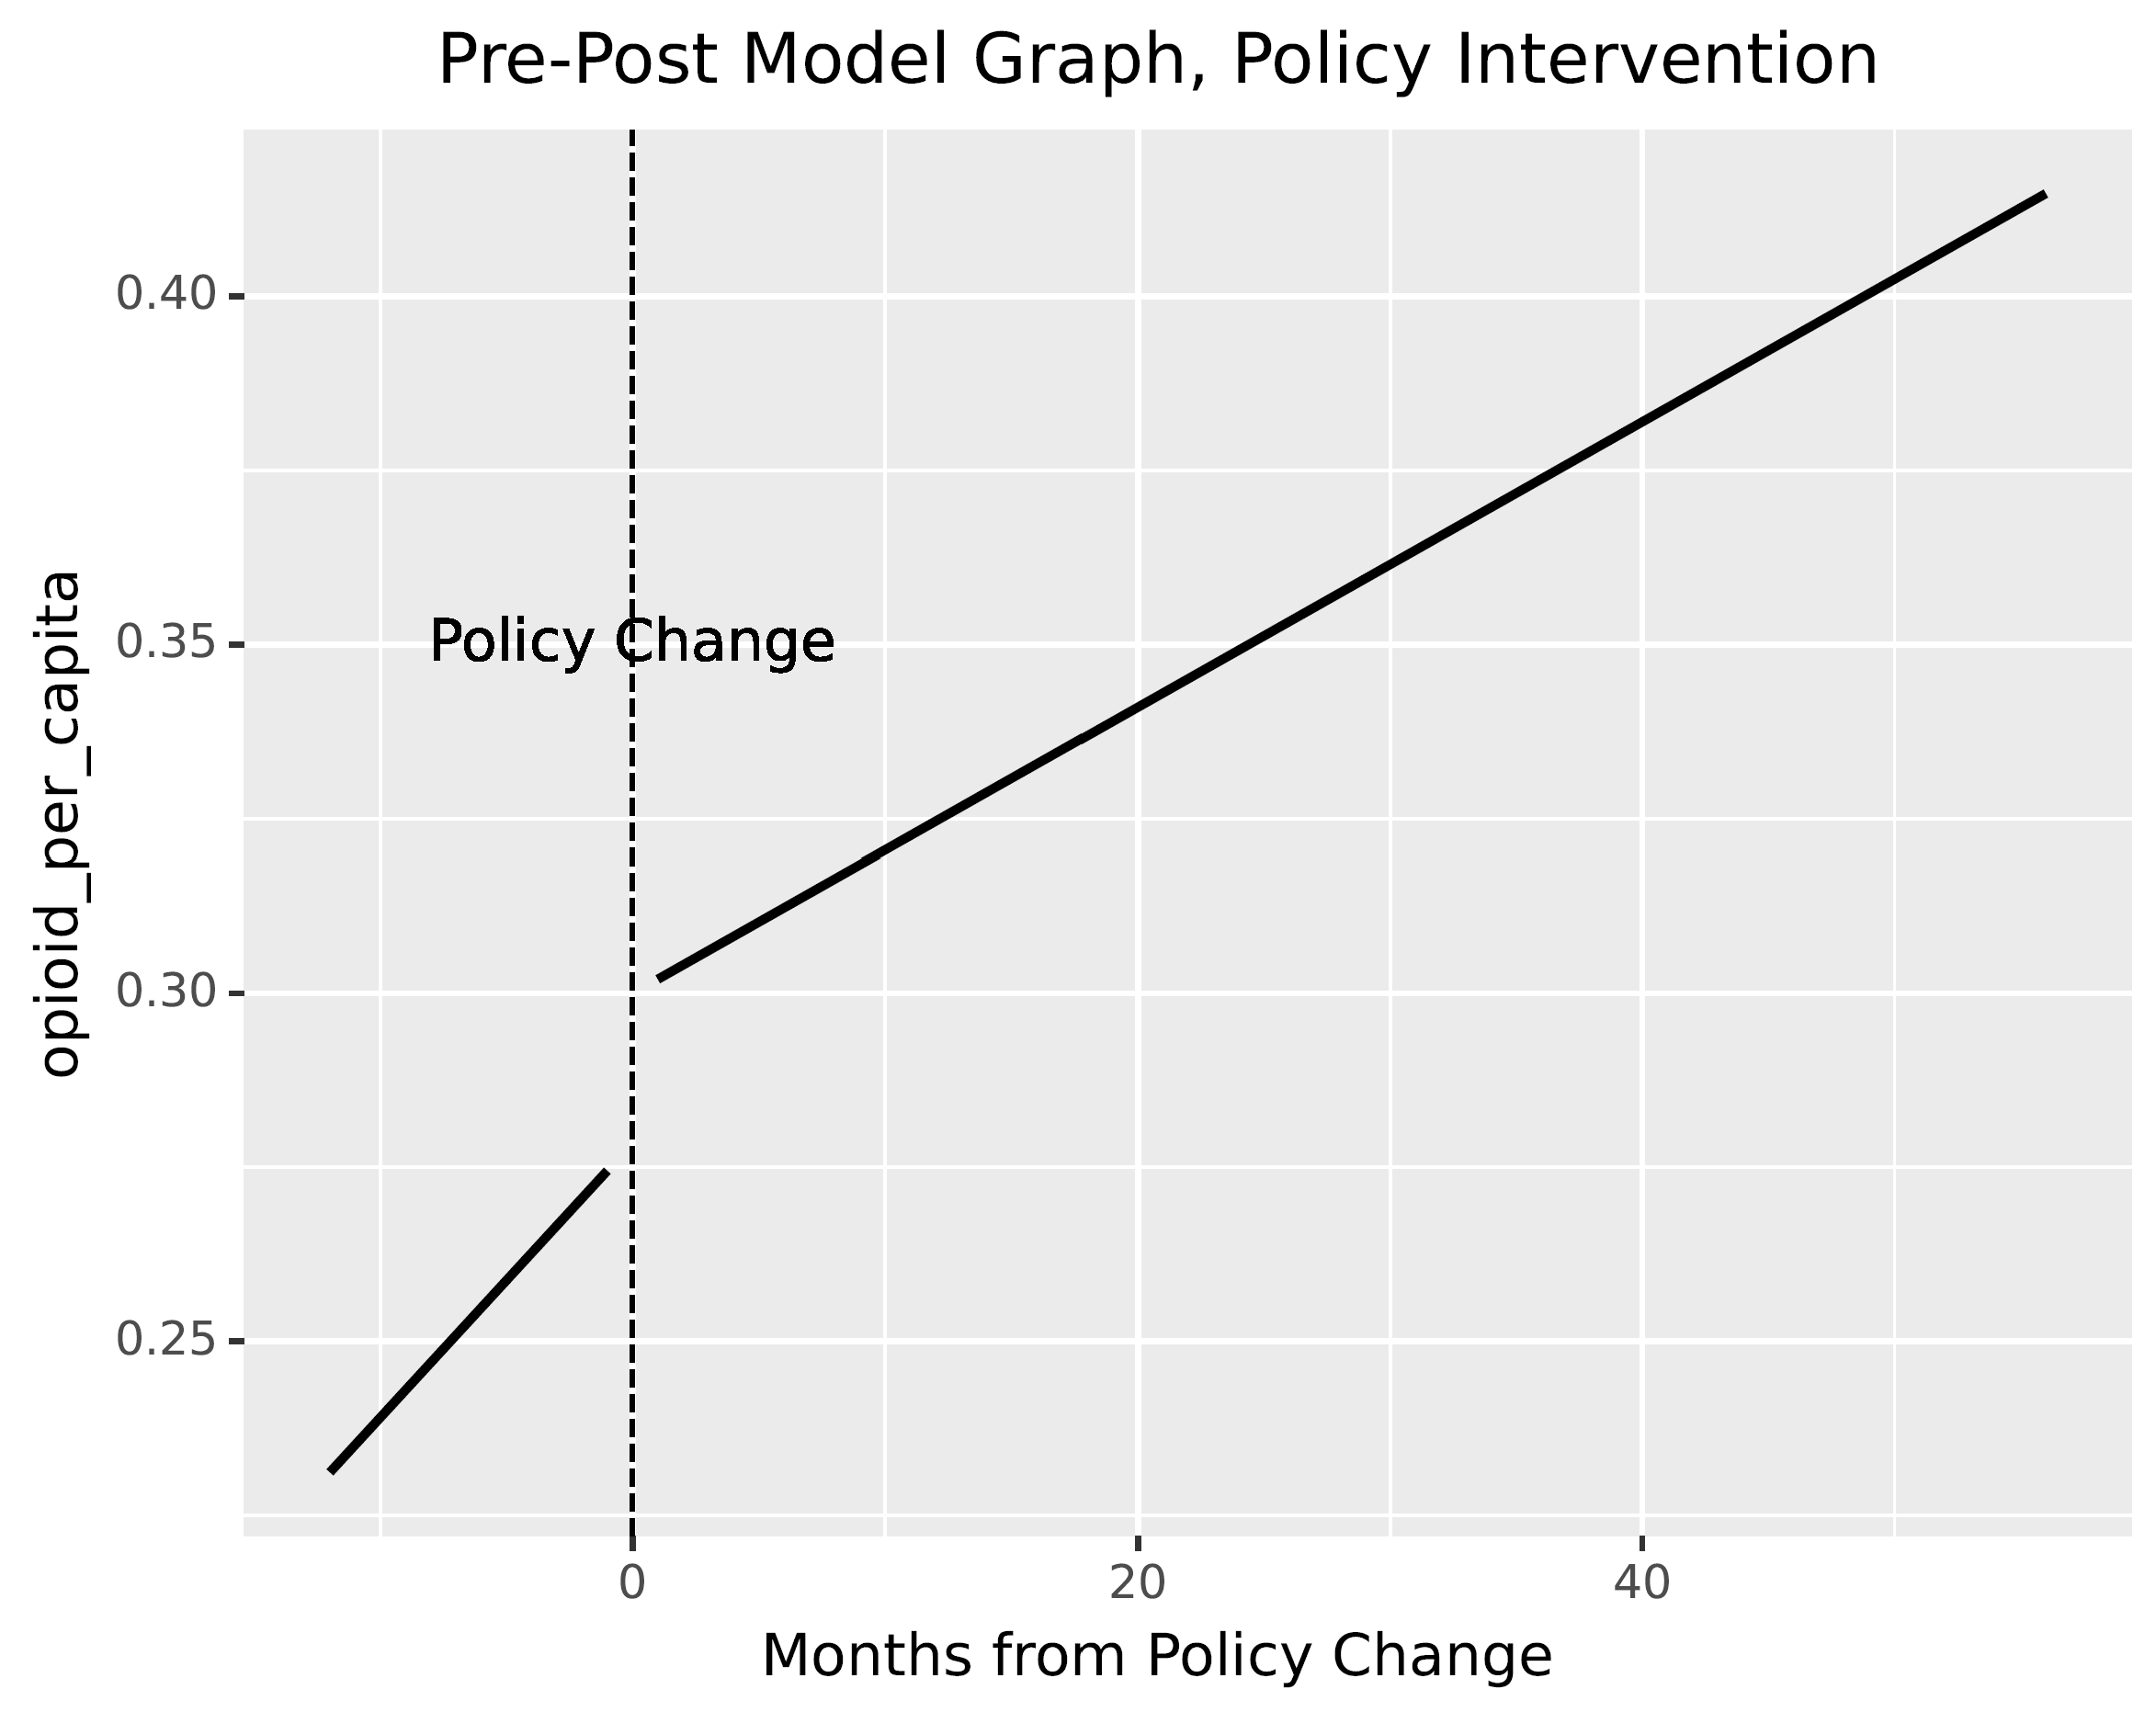 Pre-Post Model Graph, Policy Intervention
opioid_per_capita
0.40
0.35
0.30
0.25
Policy Change
0
20
40
Months from Policy Change